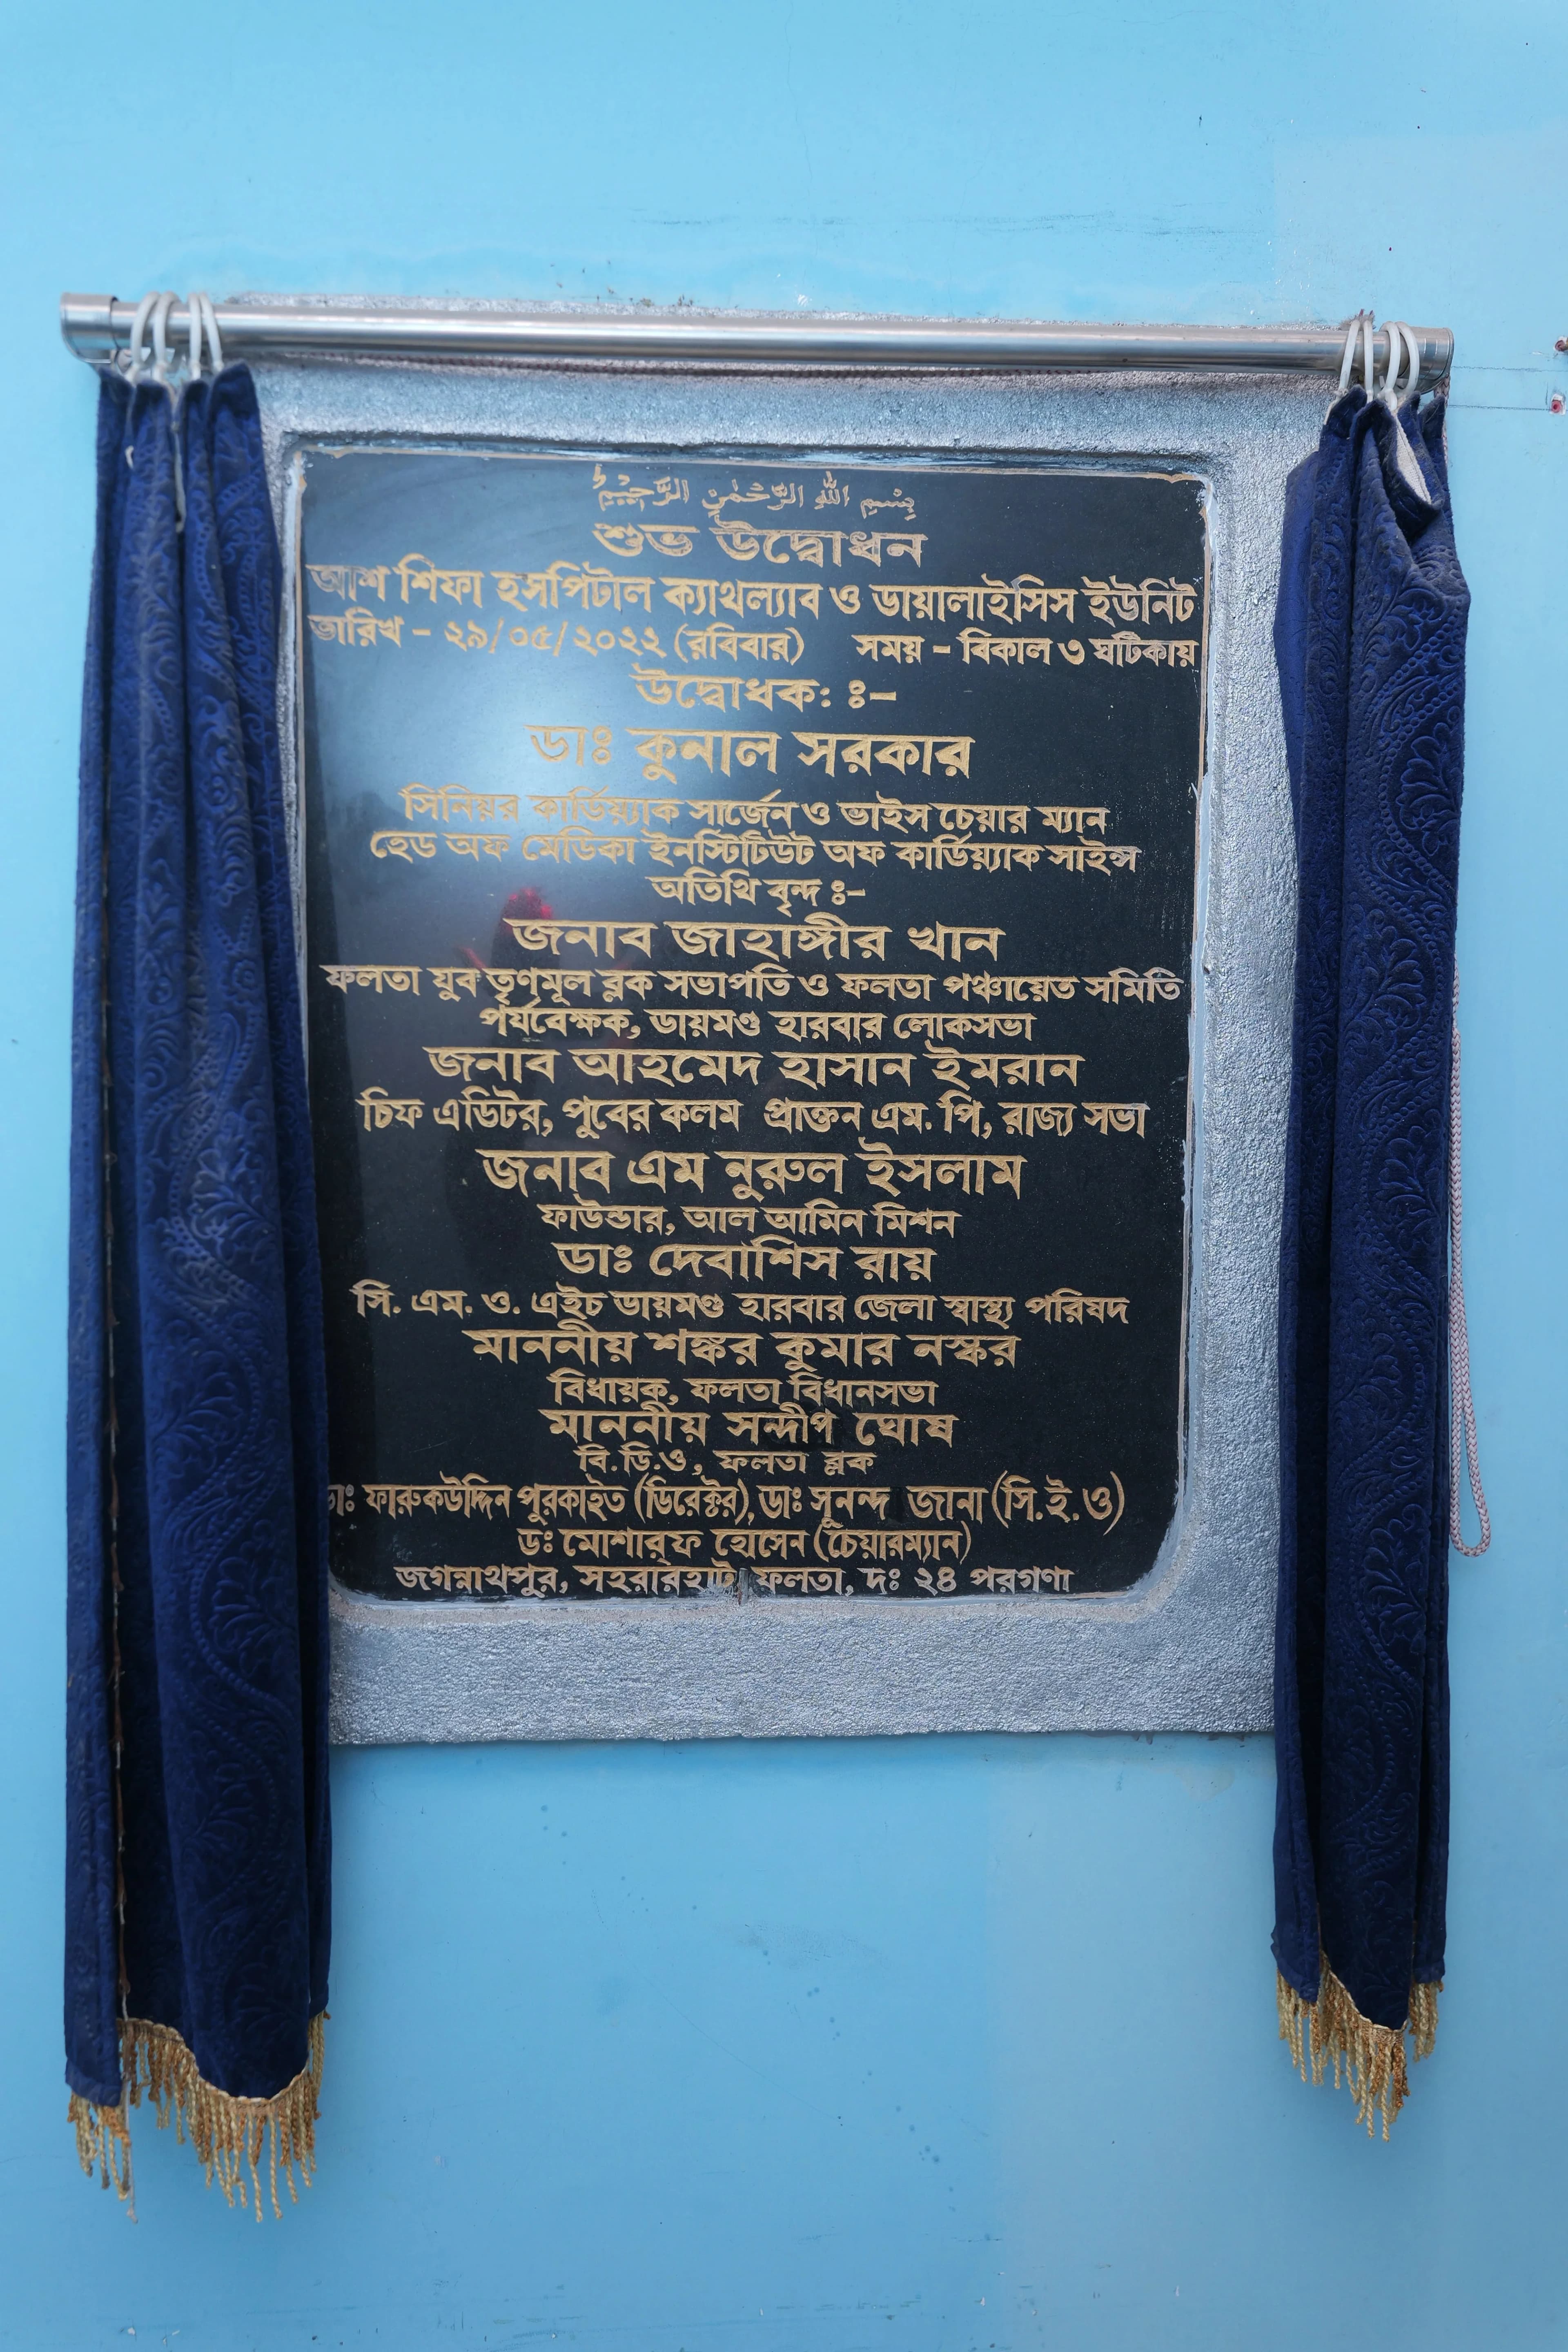 بِسْمِ اللهِ الرَّحْمٰنِ الرَّحِيْمِ
শুভ উদ্বোধন
আশ শিফা হসপিটাল ক্যাথল্যাব ও ডায়ালাইসিস ইউনিট
তারিখ - ২৯/০৫/২০২২ (রবিবার) সময় - বিকাল ৩ ঘটিকায়
উদ্বোধক: ঃ-
ডাঃ কুনাল সরকার
সিনিয়র কার্ডিয়্যাক সার্জেন ও ভাইস চেয়ার ম্যান
হেড অফ মেডিকা ইনস্টিটিউট অফ কার্ডিয়্যাক সাইন্স
অতিথি বৃন্দ ঃ-
জনাব জাহাঙ্গীর খান
ফলতা যুব তৃণমূল ব্লক সভাপতি ও ফলতা পঞ্চায়েত সমিতি
পর্যবেক্ষক, ডায়মণ্ড হারবার লোকসভা
জনাব আহমেদ হাসান ইমরান
চিফ এডিটর, পুবের কলম প্রাক্তন এম. পি, রাজ্য সভা
জনাব এম নুরুল ইসলাম
ফাউন্ডার, আল আমিন মিশন
ডাঃ দেবাশিস রায়
সি. এম. ও. এইচ ডায়মণ্ড হারবার জেলা স্বাস্থ্য পরিষদ
মাননীয় শঙ্কর কুমার নস্কর
বিধায়ক, ফলতা বিধানসভা
মাননীয় সন্দীপ ঘোষ
বি.ডি.ও, ফলতা ব্লক
ডাঃ ফারুকউদ্দিন পুরকাইত (ডিরেক্টর), ডাঃ সুনন্দ জানা (সি.ই.ও)
ডঃ মোশার্‌ফ হোসেন (চেয়ারম্যান)
জগন্নাথপুর, সহরারহাট, ফলতা, দঃ ২৪ পরগণা